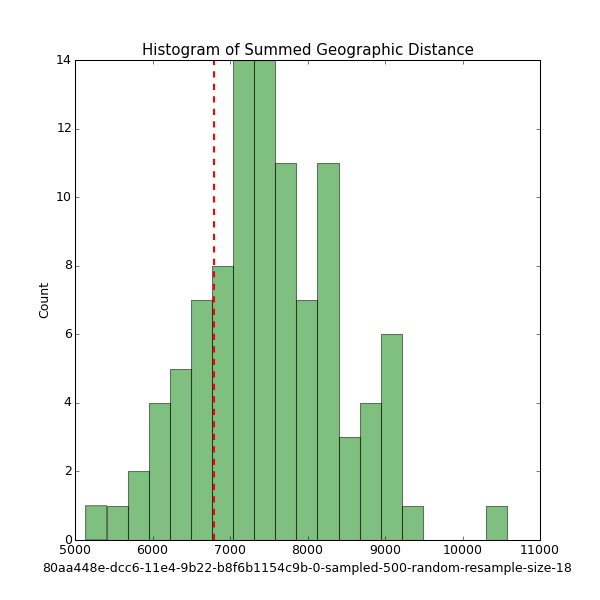 Histogram of Summed Geographic Distance
14
12
10
8
6
4
2
0
Count
5000 6000 7000 8000 9000 10000 11000
80aa448e-dcc6-11e4-9b22-b8f6b1154c9b-0-sampled-500-random-resample-size-18